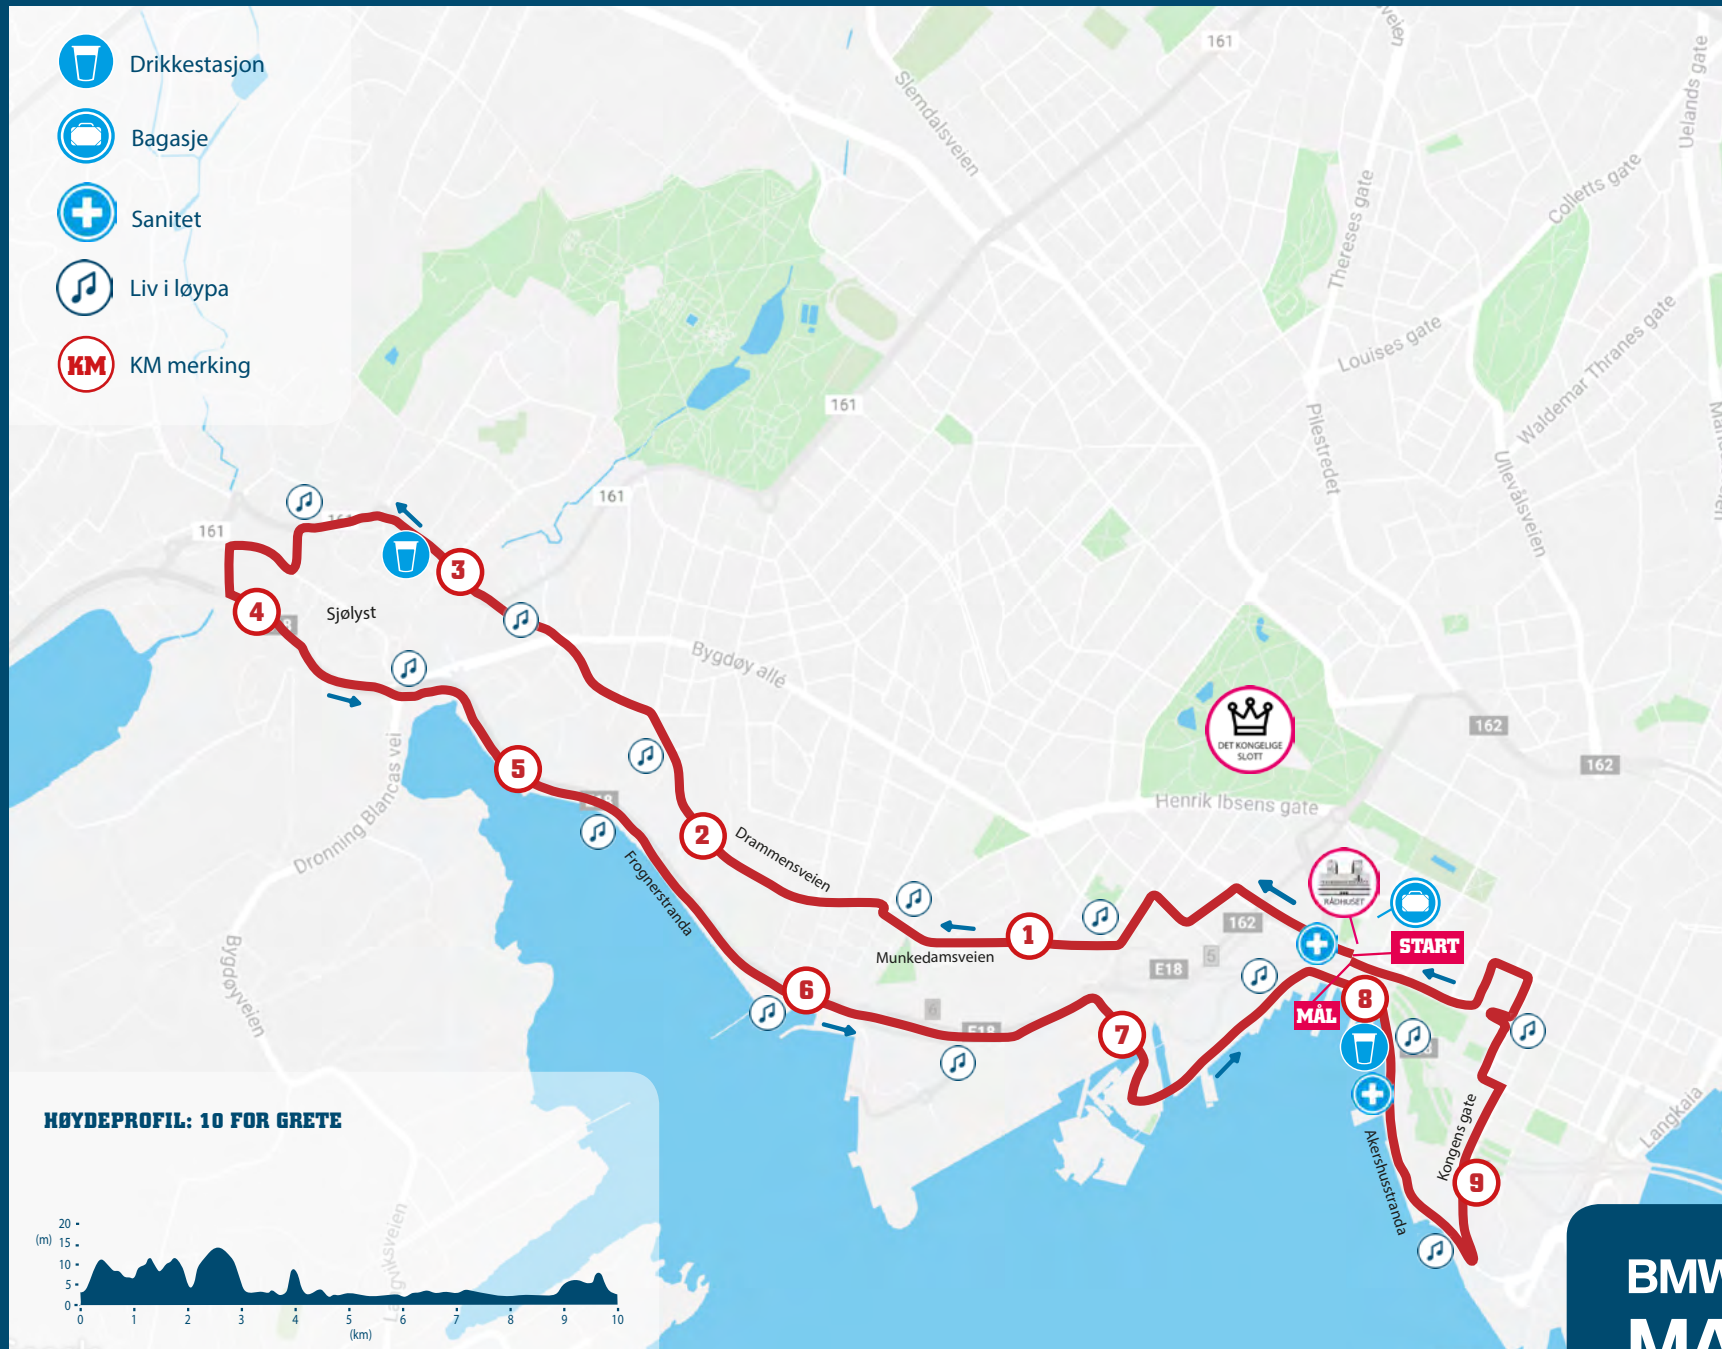 Drikkestasjon
Bagasje
Sanitet
Liv i løypa
KM
KM merking
161
Slemdalsveien
Uelands gate
Colletts gate
Thereses gate
Louises gate
Waldemar Thranes gate
Pilestredet
Ullevålsveien
161
161
161
3
4
Sjølyst
Bygdøy allé
DET KONGELIGE
SLOTT
162
162
Henrik Ibsens gate
Dronning Blancas vei
5
E18
2
Drammensveien
Frognerstranda
RÅDHUSET
162
1
Munkedamsveien
START
E18
5
MÅL
8
6
6
E18
7
Bygdøyveien
Kongens gate
Akershusstranda
9
Langkaia
HØYDEPROFIL: 10 FOR GRETE
20
(m)
15
10
5
0
0 1 2 3 4 5 6 7 8 9 10
(km)
BMW
MA